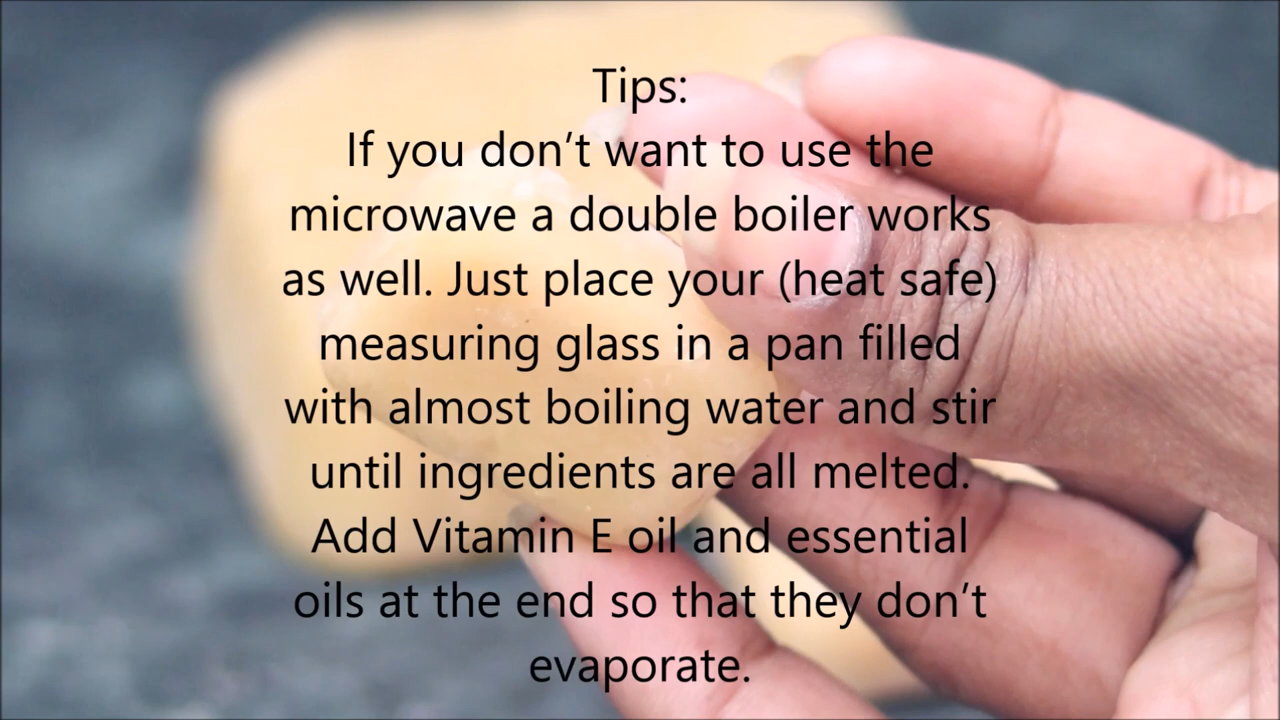 Tips:
If you don’t want to use the
microwave a double boiler works
as well. Just place your (heat safe)
measuring glass in a pan filled
with almost boiling water and stir
until ingredients are all melted.
Add Vitamin E oil and essential
oils at the end so that they don’t
evaporate.